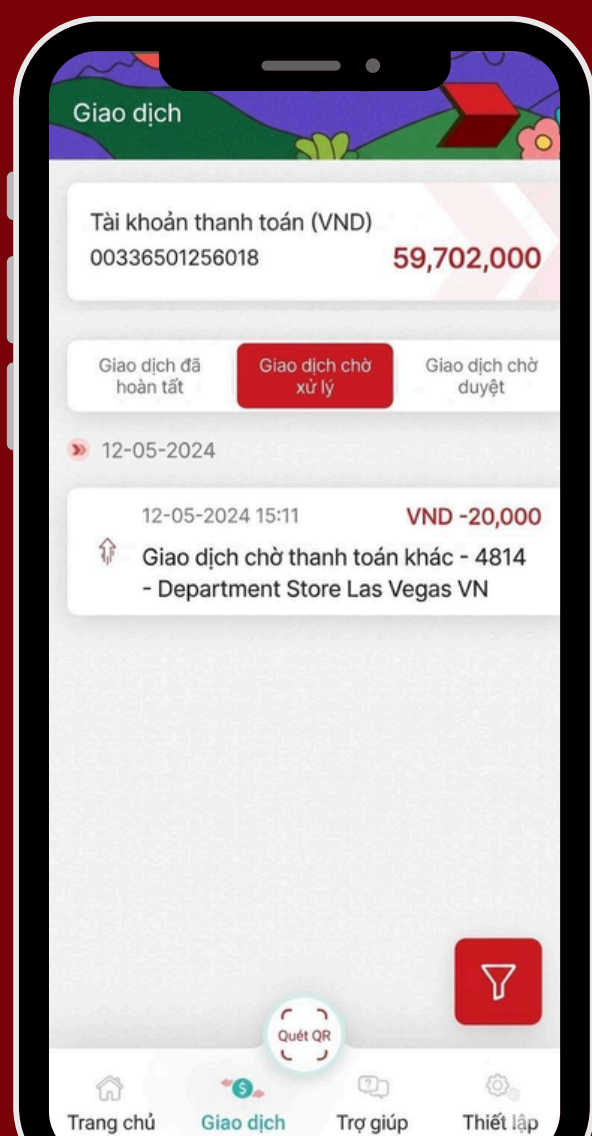 Giao dịch
Tài khoản thanh toán (VND)
00336501256018
59,702,000
Giao dịch đã
hoàn tất
Giao dịch chờ
xử lý
Giao dịch chờ
duyệt
12-05-2024
12-05-2024 15:11
VND -20,000
Giao dịch chờ thanh toán khác - 4814
- Department Store Las Vegas VN
Quét QR
Trang chủ
Giao dịch
Trợ giúp
Thiết lập